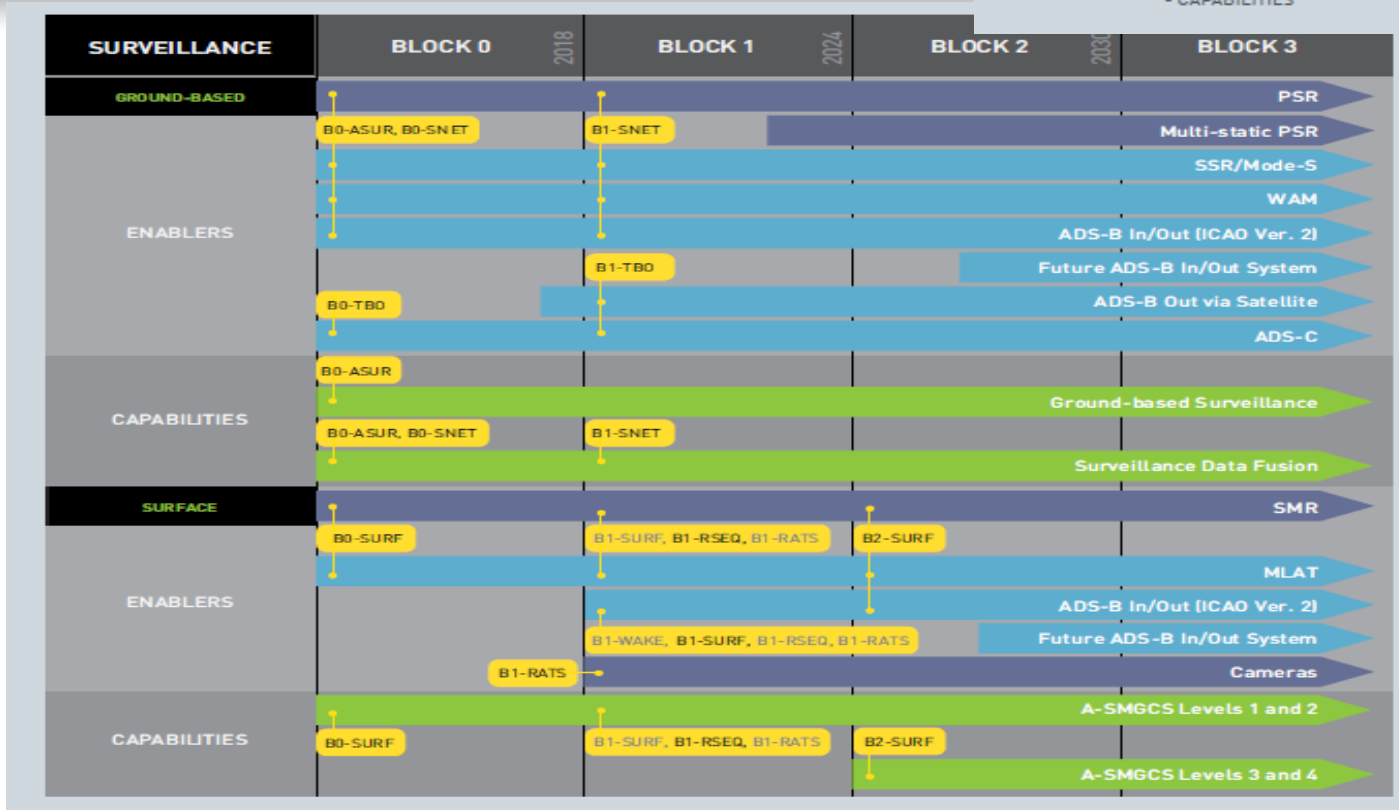 - CAPABILITIES
SURVEILLANCE
BLOCK 0
2018
BLOCK 1
2024
BLOCK 2
2030
BLOCK 3
GROUND-BASED
PSR
B0-ASUR, B0-SNET
B1-SNET
Multi-static PSR
SSR/Mode-S
WAM
ENABLERS
ADS-B In/Out (ICAO Ver. 2)
B1-TBO
Future ADS-B In/Out System
B0-TBO
ADS-B Out via Satellite
ADS-C
B0-ASUR
Ground-based Surveillance
CAPABILITIES
B0-ASUR, B0-SNET
B1-SNET
Surveillance Data Fusion
SURFACE
SMR
B0-SURF
B1-SURF, B1-RSEQ, B1-RATS
B2-SURF
MLAT
ENABLERS
ADS-B In/Out (ICAO Ver. 2)
B1-WAKE, B1-SURF, B1-RSEQ, B1-RATS
Future ADS-B In/Out System
B1-RATS
Cameras
A-SMGCS Levels 1 and 2
CAPABILITIES
B0-SURF
B1-SURF, B1-RSEQ, B1-RATS
B2-SURF
A-SMGCS Levels 3 and 4